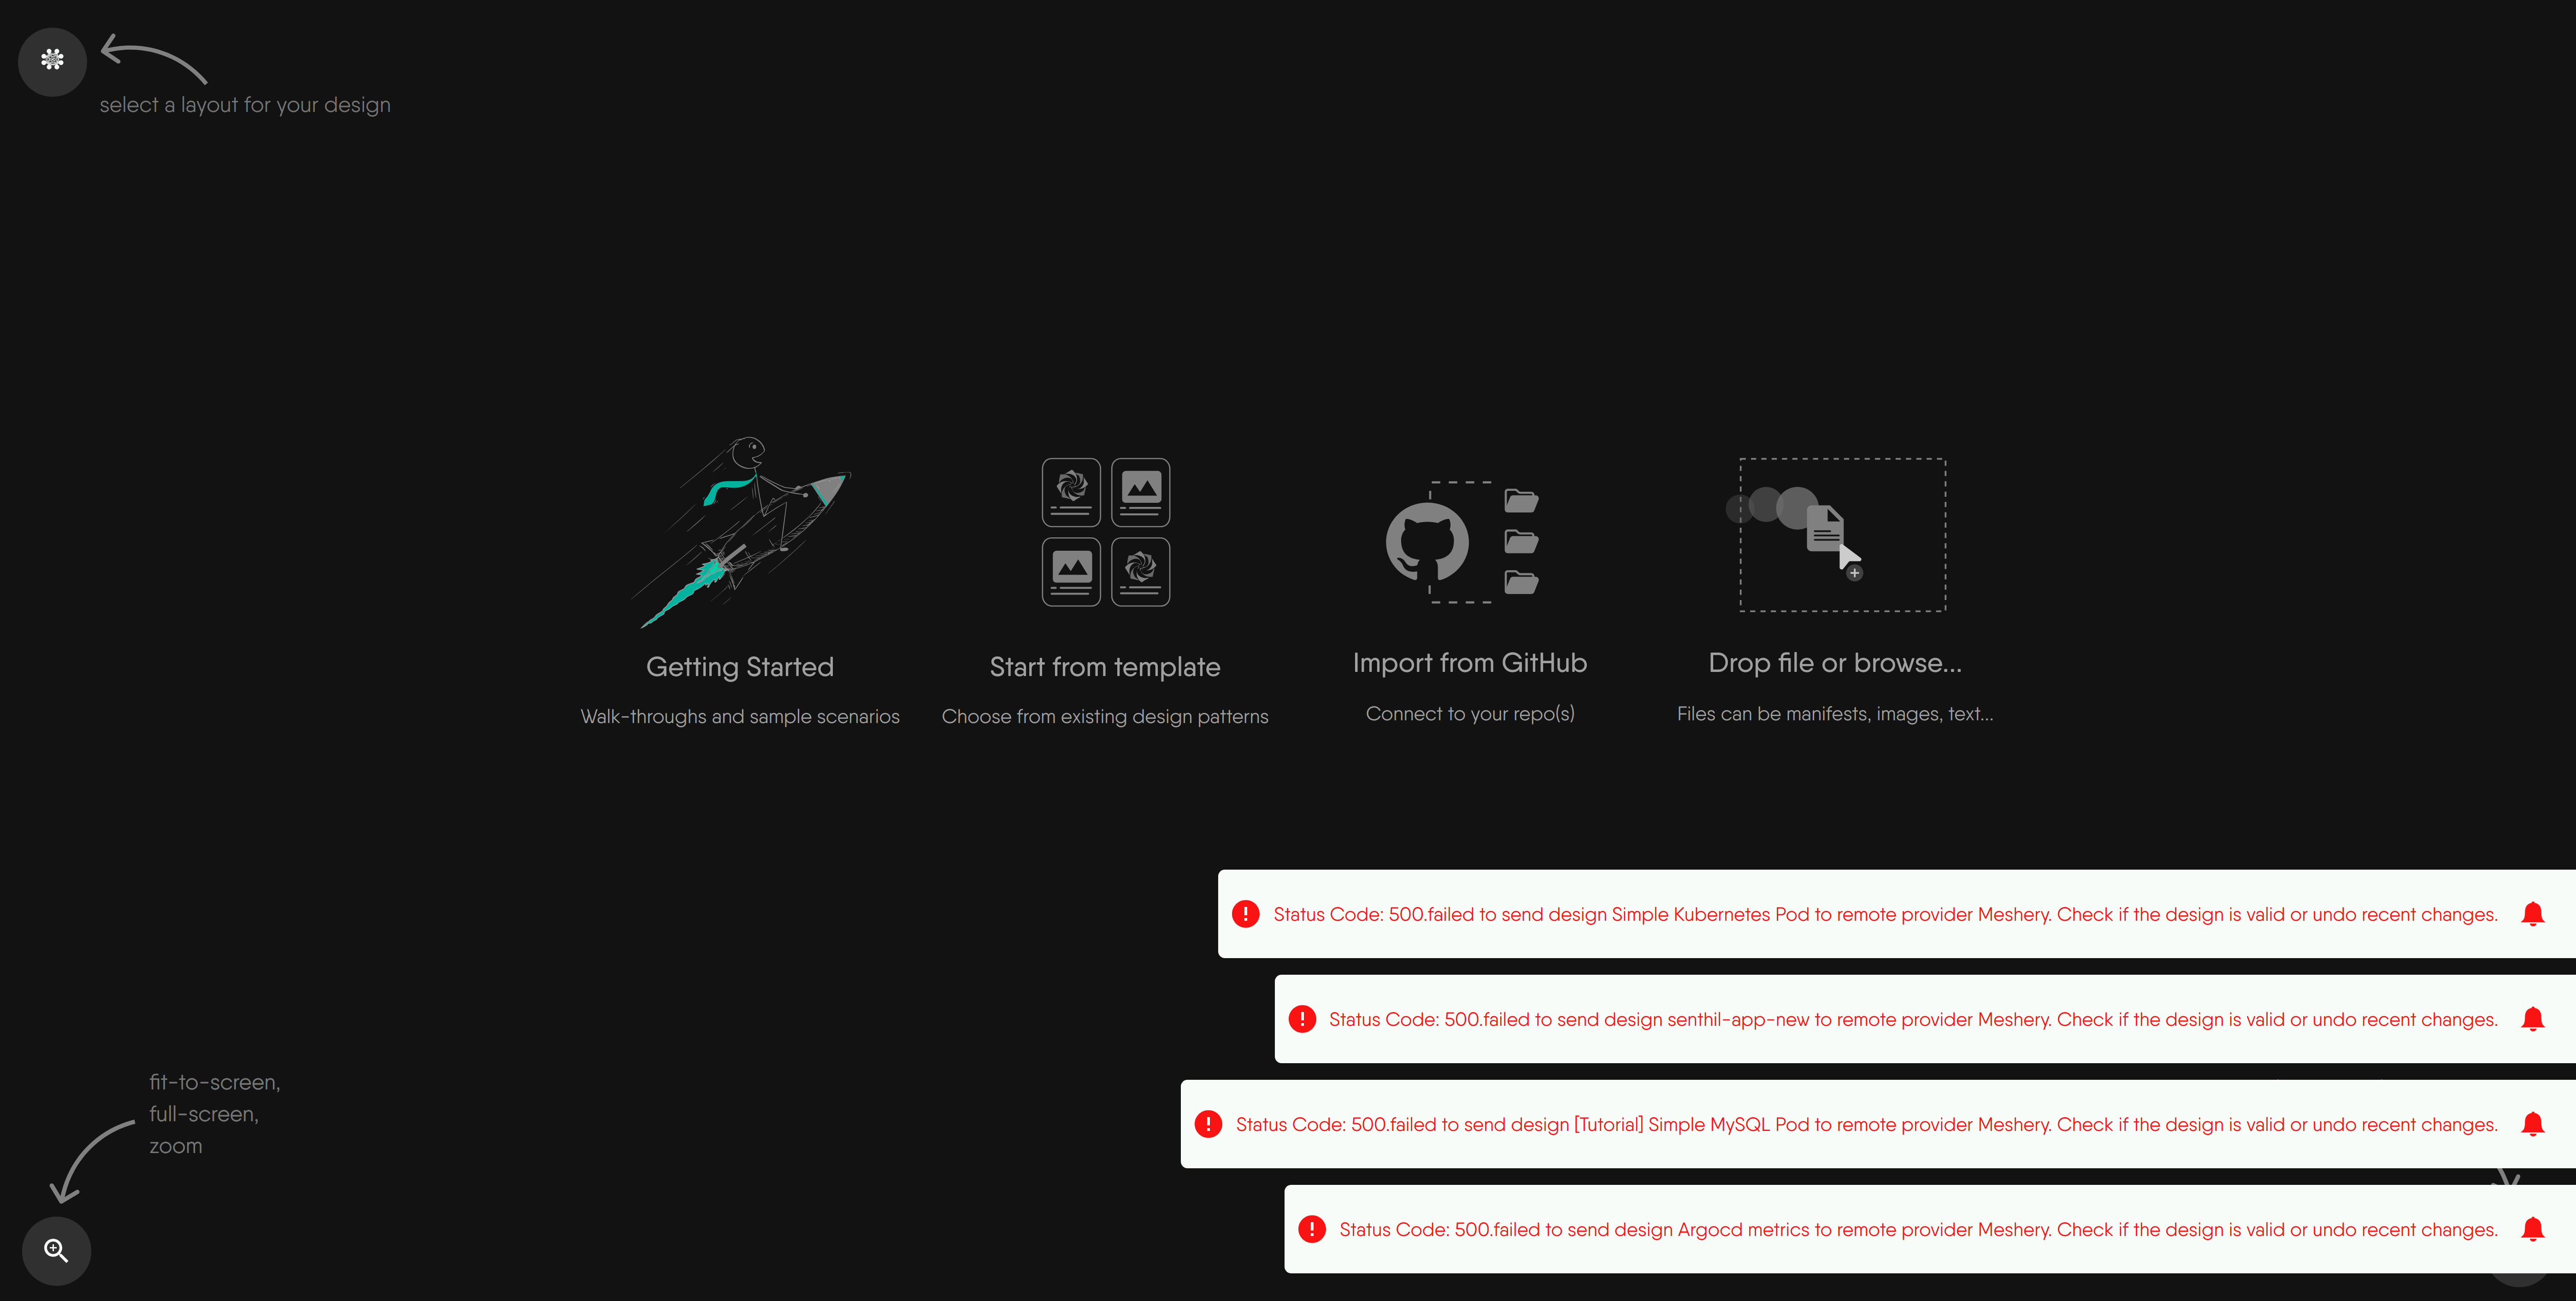 select a layout for your design
Getting Started
Walk-throughs and sample scenarios
Start from template
Choose from existing design patterns
Import from GitHub
Connect to your repo(s)
Drop file or browse...
Files can be manifests, images, text...
Status Code: 500.failed to send design Simple Kubernetes Pod to remote provider Meshery. Check if the design is valid or undo recent changes.
Status Code: 500.failed to send design senthil-app-new to remote provider Meshery. Check if the design is valid or undo recent changes.
Status Code: 500.failed to send design [Tutorial] Simple MySQL Pod to remote provider Meshery. Check if the design is valid or undo recent changes.
Status Code: 500.failed to send design Argocd metrics to remote provider Meshery. Check if the design is valid or undo recent changes.
fit-to-screen,
full-screen,
zoom